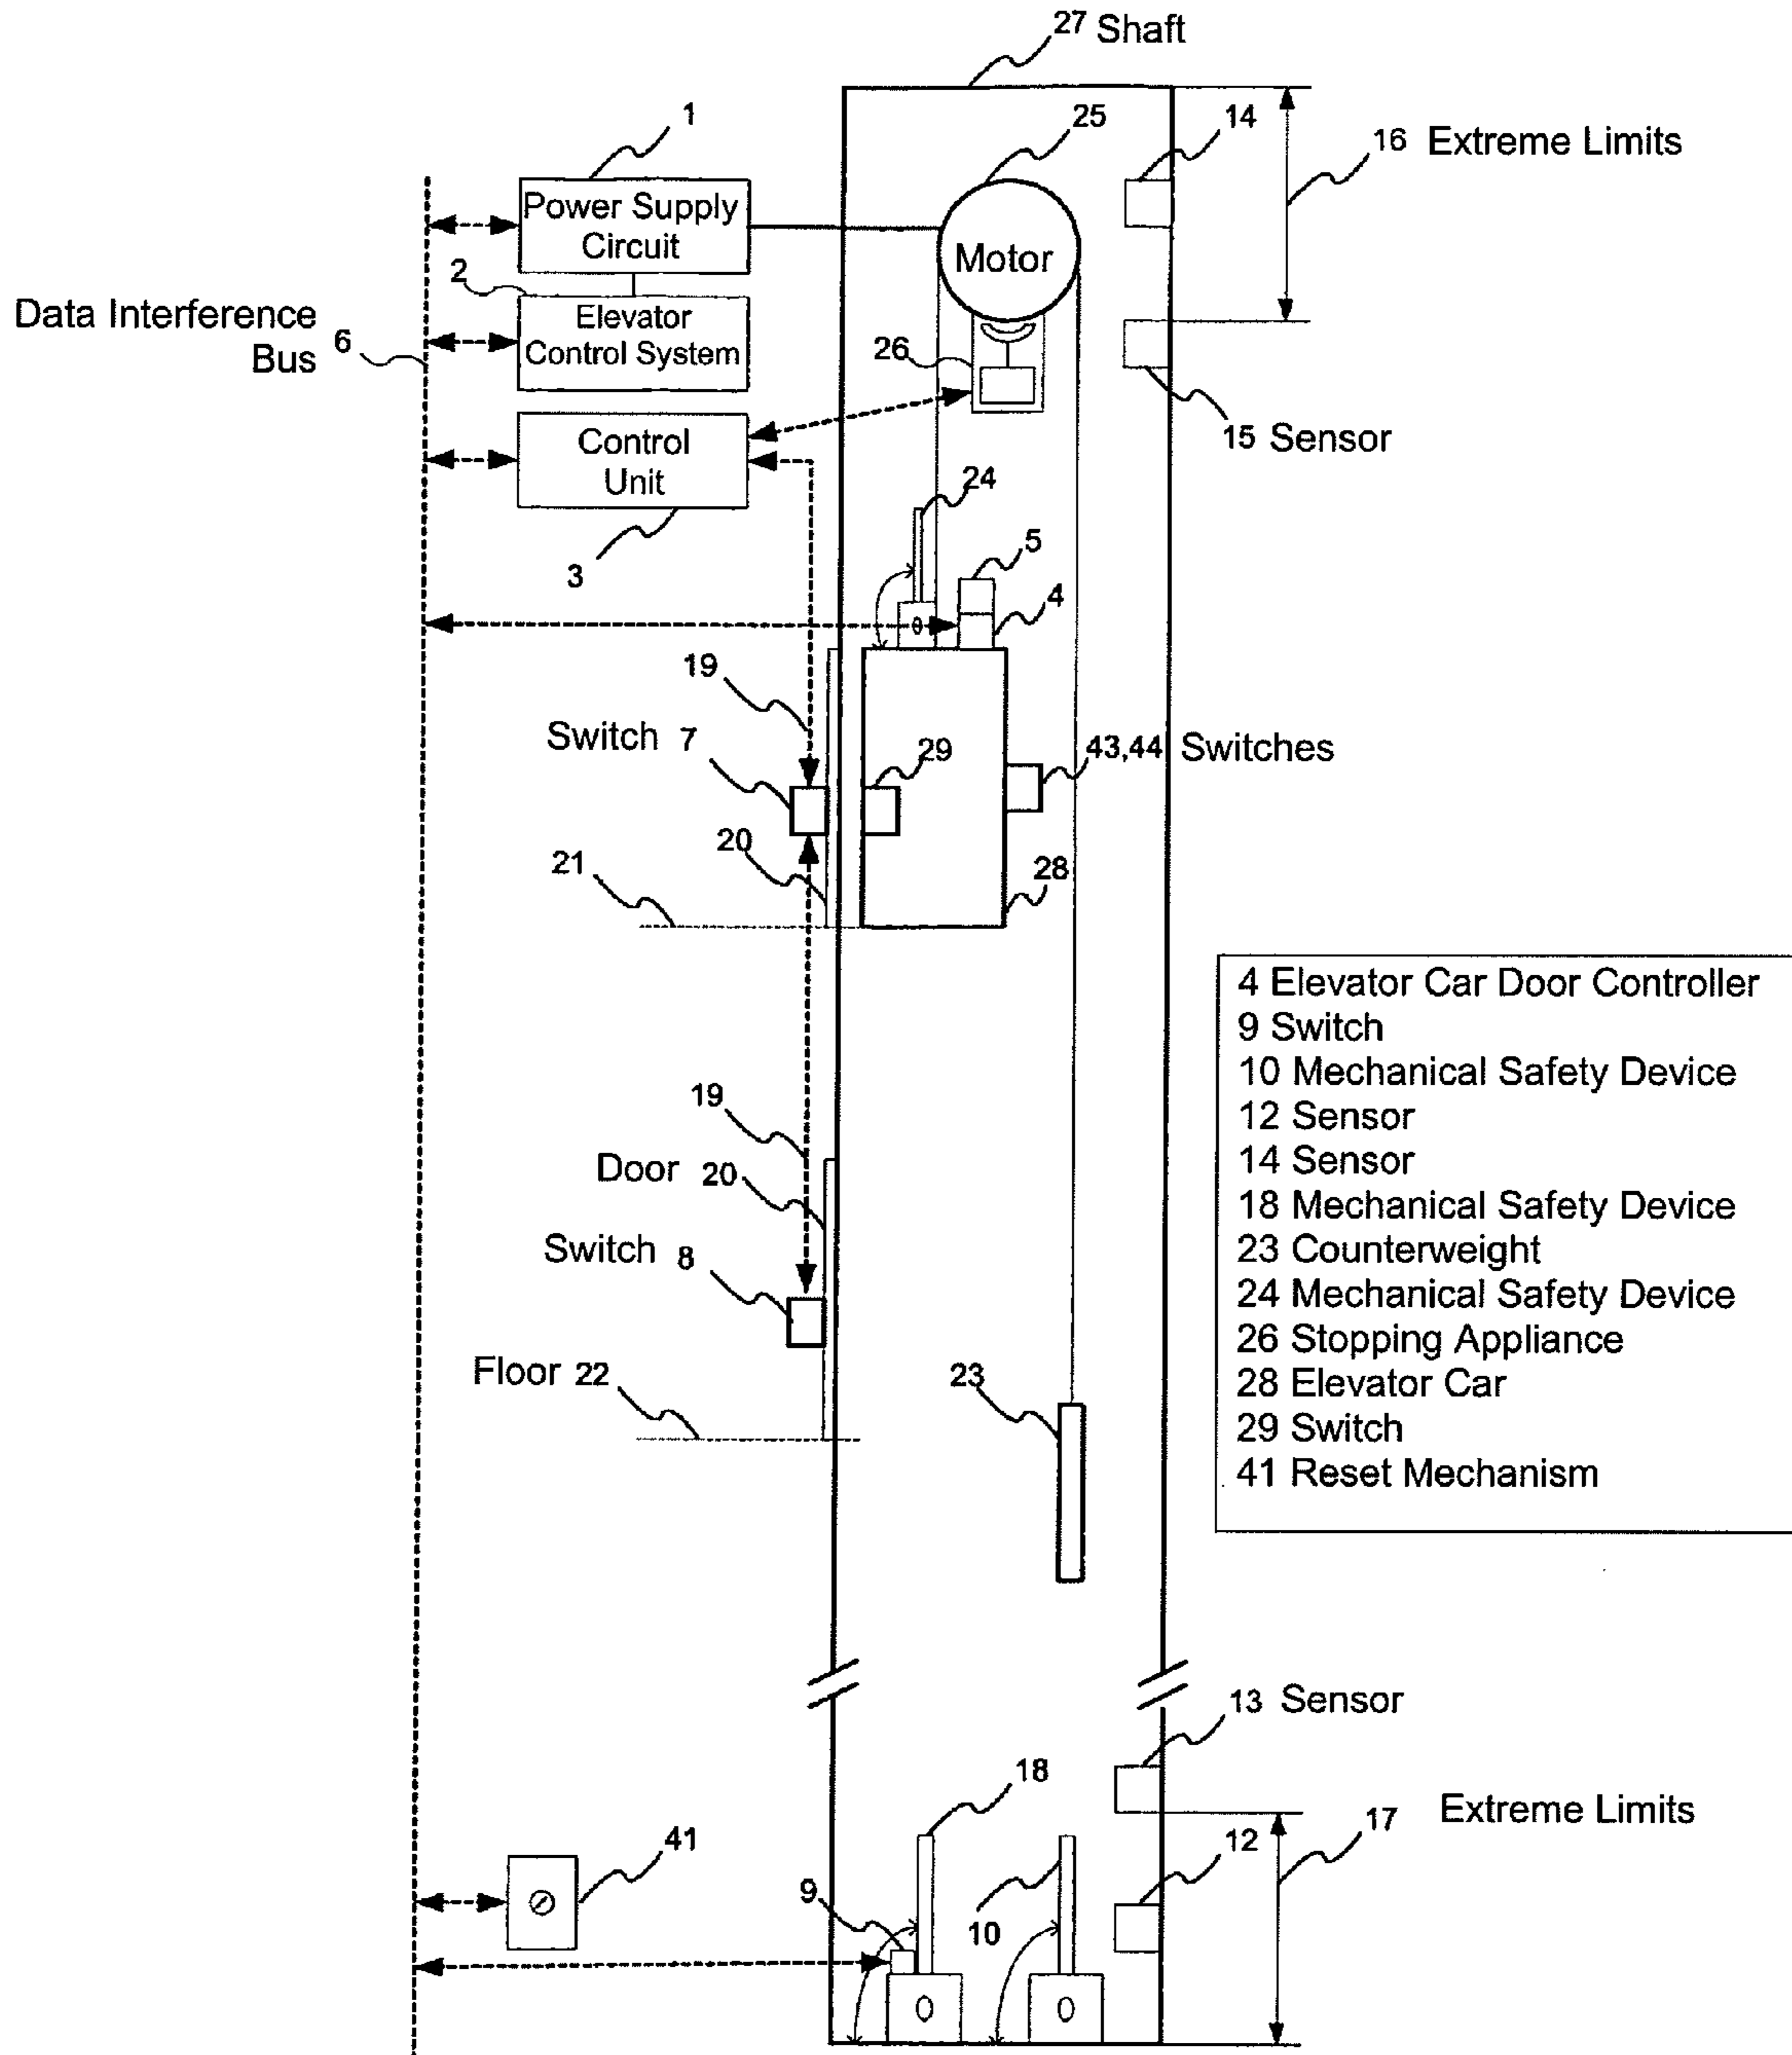 27 Shaft
1
25
14
16 Extreme Limits
Power Supply
Circuit
Motor
2
Data Interference
Bus 6
Elevator
Control System
26
15 Sensor
Control
Unit
3
24
5
4
19
Switch 7
29
43,44 Switches
20
21
28
4 Elevator Car Door Controller
9 Switch
10 Mechanical Safety Device
12 Sensor
14 Sensor
18 Mechanical Safety Device
23 Counterweight
24 Mechanical Safety Device
26 Stopping Appliance
28 Elevator Car
29 Switch
41 Reset Mechanism
19
Door 20
Switch 8
Floor 22
23
13 Sensor
18
Extreme Limits
17
41
12
9
10